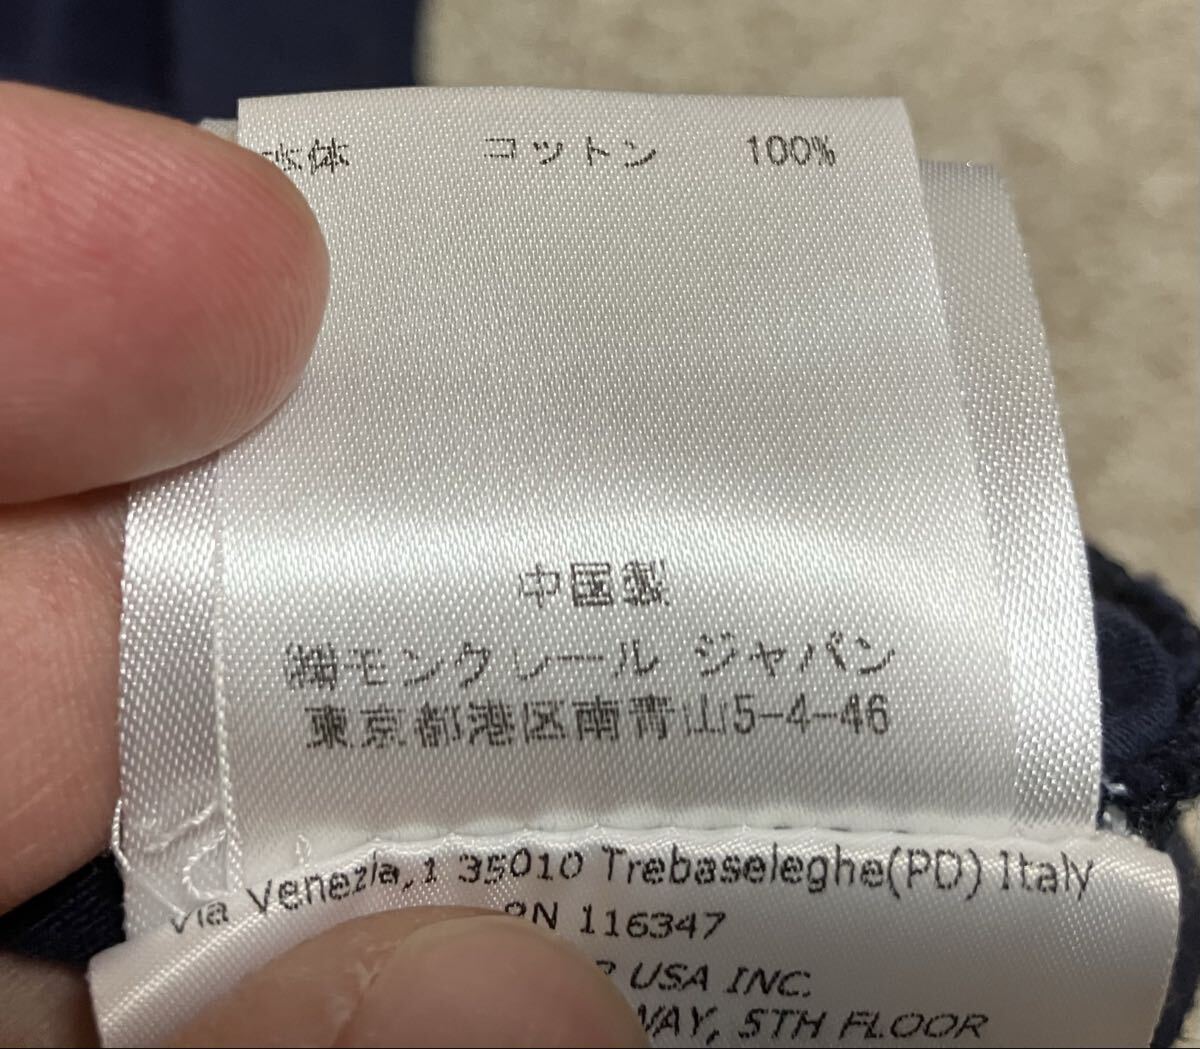 本体 コットン 100%
中国製
㈱モンクレール ジャパン
東京都港区南青山5-4-46
Via Venezia,1 35010 Trebaseleghe(PD) Italy
RN 116347
USA INC.
WAY, 5TH FLOOR